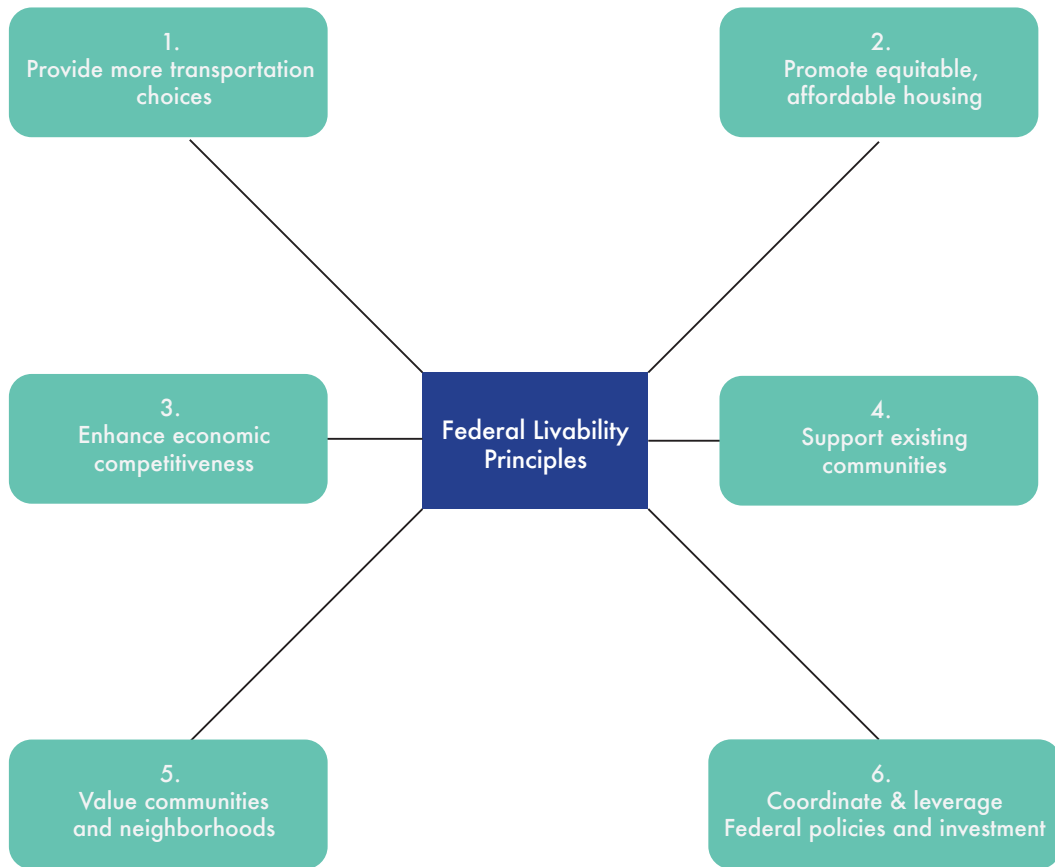 1.
Provide more transportation
choices
2.
Promote equitable,
affordable housing
3.
Enhance economic
competitiveness
Federal Livability
Principles
4.
Support existing
communities
5.
Value communities
and neighborhoods
6.
Coordinate & leverage
Federal policies and investment